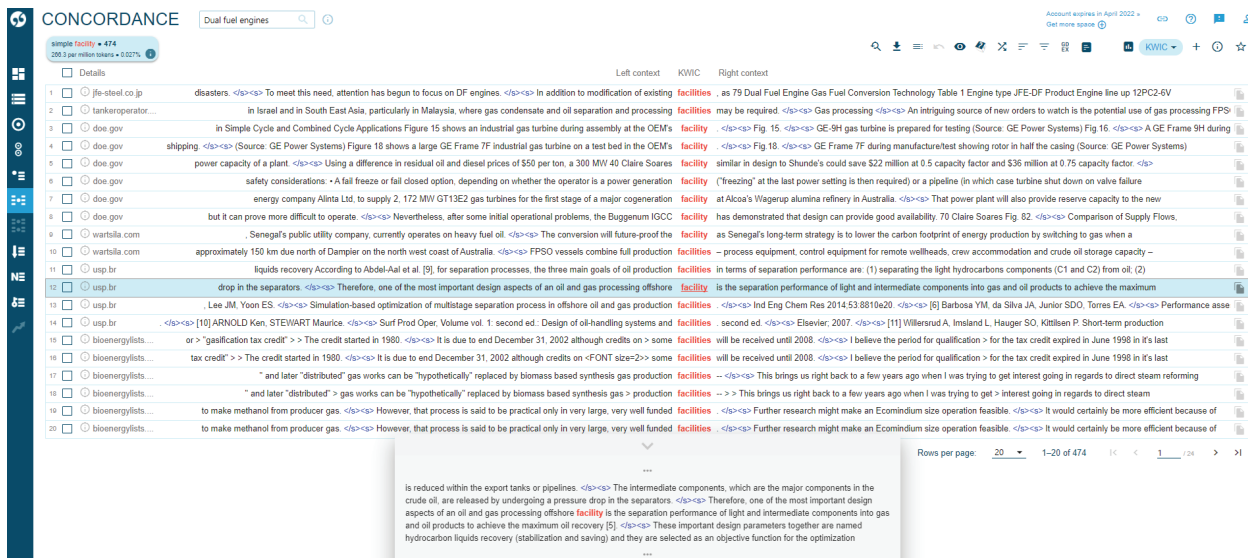 CONCORDANCE
Dual fuel engines
Account expires in April 2022 »
Get more space
simple facility • 474
266.3 per million tokens • 0.027%
KWIC
Details Left context KWIC Right context
1 jfe-steel.co.jp disasters. </s><s> To meet this need, attention has begun to focus on DF engines. </s><s> In addition to modification of existing facilities , as 79 Dual Fuel Engine Gas Fuel Conversion Technology Table 1 Engine type JFE-DF Product Engine line up 12PC2-6V
2 tankeroperator.... in Israel and in South East Asia, particularly in Malaysia, where gas condensate and oil separation and processing facilities may be required. </s><s> Gas processing </s><s> An intriguing source of new orders to watch is the potential use of gas processing FPS
3 doe.gov in Simple Cycle and Combined Cycle Applications Figure 15 shows an industrial gas turbine during assembly at the OEM's facility . </s><s> Fig. 15. </s><s> GE-9H gas turbine is prepared for testing (Source: GE Power Systems) Fig.16. </s><s> A GE Frame 9H during
4 doe.gov shipping. </s><s> (Source: GE Power Systems) Figure 18 shows a large GE Frame 7F industrial gas turbine on a test bed in the OEM's facility . </s><s> Fig.18. </s><s> GE Frame 7F during manufacture/test showing rotor in half the casing (Source: GE Power Systems)
5 doe.gov power capacity of a plant. </s><s> Using a difference in residual oil and diesel prices of $50 per ton, a 300 MW 40 Claire Soares facility similar in design to Shunde's could save $22 million at 0.5 capacity factor and $36 million at 0.75 capacity factor. </s>
6 doe.gov safety considerations: • A fail freeze or fail closed option, depending on whether the operator is a power generation facility ("freezing" at the last power setting is then required) or a pipeline (in which case turbine shut down on valve failure
7 doe.gov energy company Alinta Ltd, to supply 2, 172 MW GT13E2 gas turbines for the first stage of a major cogeneration facility at Alcoa's Wagerup alumina refinery in Australia. </s><s> That power plant will also provide reserve capacity to the new
8 doe.gov but it can prove more difficult to operate. </s><s> Nevertheless, after some initial operational problems, the Buggenum IGCC facility has demonstrated that design can provide good availability. 70 Claire Soares Fig. 82. </s><s> Comparison of Supply Flows,
9 wartsila.com , Senegal's public utility company, currently operates on heavy fuel oil. </s><s> The conversion will future-proof the facility as Senegal's long-term strategy is to lower the carbon footprint of energy production by switching to gas when a
10 wartsila.com approximately 150 km due north of Dampier on the north west coast of Australia. </s><s> FPSO vessels combine full production facilities – process equipment, control equipment for remote wellheads, crew accommodation and crude oil storage capacity –
11 usp.br liquids recovery According to Abdel-Aal et al. [9], for separation processes, the three main goals of oil production facilities in terms of separation performance are: (1) separating the light hydrocarbons components (C1 and C2) from oil; (2)
12 usp.br drop in the separators. </s><s> Therefore, one of the most important design aspects of an oil and gas processing offshore facility is the separation performance of light and intermediate components into gas and oil products to achieve the maximum
13 usp.br , Lee JM, Yoon ES. </s><s> Simulation-based optimization of multistage separation process in offshore oil and gas production facilities . </s><s> Ind Eng Chem Res 2014;53:8810e20. </s><s> [6] Barbosa YM, da Silva JA, Junior SDO, Torres EA. </s><s> Performance asse
14 usp.br . </s><s> [10] ARNOLD Ken, STEWART Maurice. </s><s> Surf Prod Oper, Volume vol. 1: second ed.: Design of oil-handling systems and facilities . second ed. </s><s> Elsevier; 2007. </s><s> [11] Willersrud A, Imsland L, Hauger SO, Kittilsen P. Short-term production
15 bioenergylists.... or > "gasification tax credit" > > The credit started in 1980. </s><s> It is due to end December 31, 2002 although credits on > some facilities will be received until 2008. </s><s> I believe the period for qualification > for the tax credit expired in June 1998 in it's last
16 bioenergylists.... tax credit" > > The credit started in 1980. </s><s> It is due to end December 31, 2002 although credits on <FONT size=2>> some facilities will be received until 2008. </s><s> I believe the period for qualification > for the tax credit expired in June 1998 in it's last
17 bioenergylists.... " and later "distributed" gas works can be "hypothetically" replaced by biomass based synthesis gas production facilities -- </s><s> This brings us right back to a few years ago when I was trying to get interest going in regards to direct steam reforming
18 bioenergylists.... " and later "distributed" > gas works can be "hypothetically" replaced by biomass based synthesis gas > production facilities -- > > This brings us right back to a few years ago when I was trying to get > interest going in regards to direct steam
19 bioenergylists.... to make methanol from producer gas. </s><s> However, that process is said to be practical only in very large, very well funded facilities . </s><s> Further research might make an Ecomindium size operation feasible. </s><s> It would certainly be more efficient because of
20 bioenergylists.... to make methanol from producer gas. </s><s> However, that process is said to be practical only in very large, very well funded facilities . </s><s> Further research might make an Ecomindium size operation feasible. </s><s> It would certainly be more efficient because of
Rows per page: 20 1–20 of 474 1 / 24
...
is reduced within the export tanks or pipelines. </s><s> The intermediate components, which are the major components in the
crude oil, are released by undergoing a pressure drop in the separators. </s><s> Therefore, one of the most important design
aspects of an oil and gas processing offshore facility is the separation performance of light and intermediate components into gas
and oil products to achieve the maximum oil recovery [5]. </s><s> These important design parameters together are named
hydrocarbon liquids recovery (stabilization and saving) and they are selected as an objective function for the optimization
...